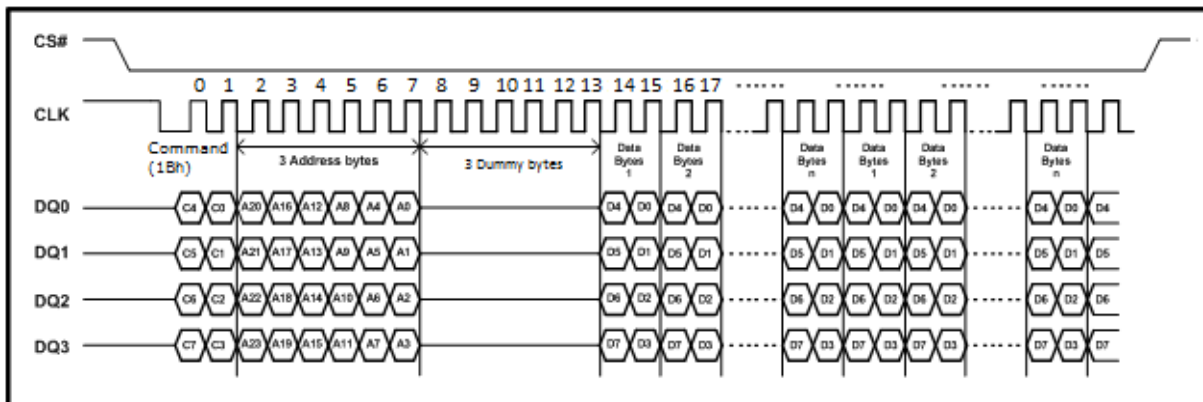 CS#
0 1 2 3 4 5 6 7 8 9 10 11 12 13 14 15 16 17
CLK
Command
(1Bh)
3 Address bytes
3 Dummy bytes
Data
Bytes
1
Data
Bytes
2
Data
Bytes
n
Data
Bytes
1
Data
Bytes
2
Data
Bytes
n
DQ0 C4 C0 A20 A16 A12 A8 A4 A0 D4 D0 D4 D0 D4 D0 D4 D0 D4 D0 D4 D0 D4
DQ1 C5 C1 A21 A17 A13 A9 A5 A1 D5 D1 D5 D1 D5 D1 D5 D1 D5 D1 D5 D1 D5
DQ2 C6 C2 A22 A18 A14 A10 A6 A2 D6 D2 D6 D2 D6 D2 D6 D2 D6 D2 D6 D2 D6
DQ3 C7 C3 A23 A19 A15 A11 A7 A3 D7 D3 D7 D3 D7 D3 D7 D3 D7 D3 D7 D3 D7